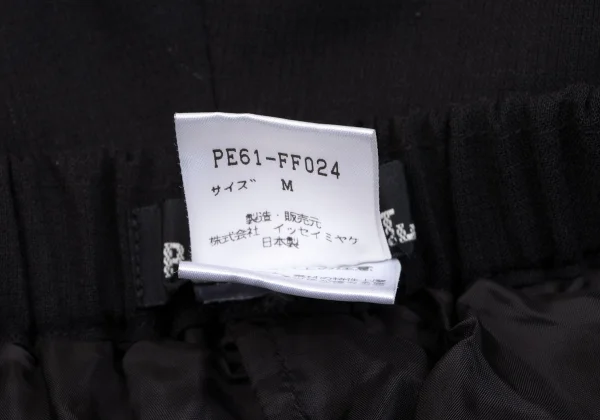 PE61-FF024
サイズ M
製造・販売元
株式会社 イッセイミヤケ
日本製